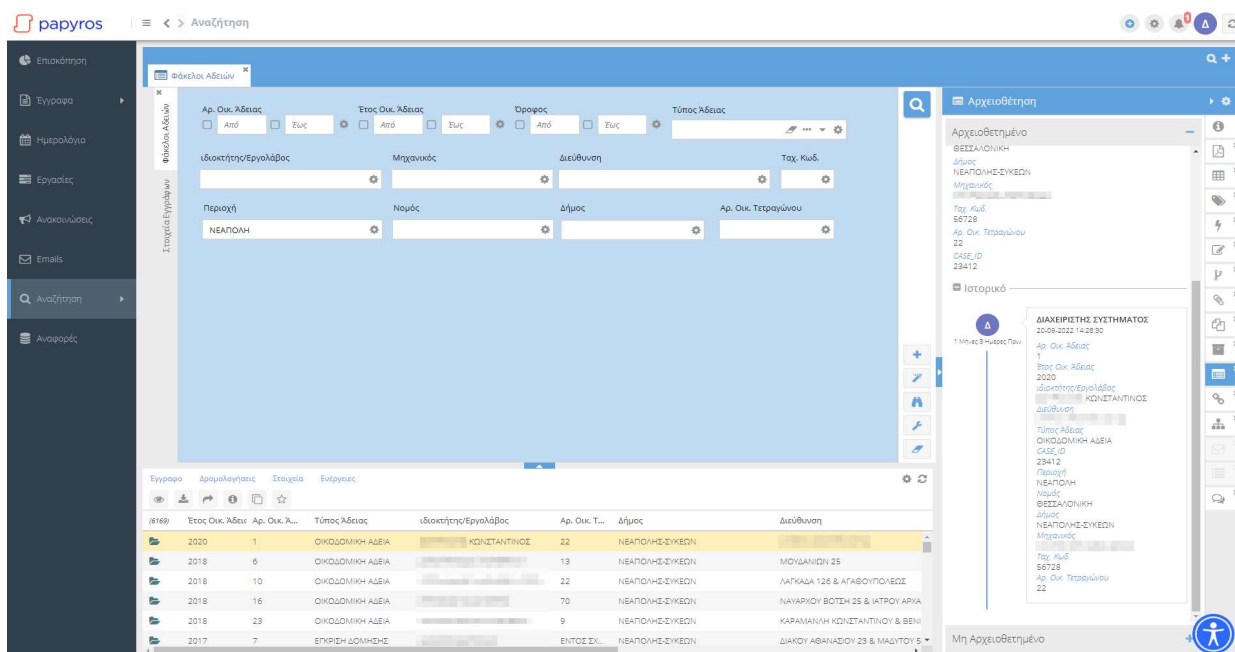 papyros
Αναζήτηση
1
Δ
Επισκόπηση
Έγγραφα
Ημερολόγιο
Εργασίες
Ανακοινώσεις
Emails
Αναζήτηση
Αναφορές
Φάκελοι Αδειών
Φάκελοι Αδειών
Στοιχεία Εγγράφων
Αρ. Οικ. Άδειας Έτος Οικ. Άδειας Όροφος Τύπος Άδειας
Από Έως Από Έως Από Έως
ιδιοκτήτης/Εργολάβος Μηχανικός Διεύθυνση Ταχ. Κωδ.
Περιοχή Νομός Δήμος Αρ. Οικ. Τετραγώνου
ΝΕΑΠΟΛΗ
Έγγραφο Δρομολογήσεις Στοιχεία Ενέργειες
(6169) Έτος Οικ. Άδεις Αρ. Οικ. Ά... Τύπος Άδειας ιδιοκτήτης/Εργολάβος Αρ. Οικ. Τ... Δήμος Διεύθυνση
2020 1 ΟΙΚΟΔΟΜΙΚΗ ΑΔΕΙΑ ΚΩΝΣΤΑΝΤΙΝΟΣ 22 ΝΕΑΠΟΛΗΣ-ΣΥΚΕΩΝ
2018 6 ΟΙΚΟΔΟΜΙΚΗ ΑΔΕΙΑ 13 ΝΕΑΠΟΛΗΣ-ΣΥΚΕΩΝ ΜΟΥΔΑΝΙΩΝ 25
2018 10 ΟΙΚΟΔΟΜΙΚΗ ΑΔΕΙΑ 22 ΝΕΑΠΟΛΗΣ-ΣΥΚΕΩΝ ΛΑΓΚΑΔΑ 126 & ΑΓΑΘΟΥΠΟΛΕΩΣ
2018 16 ΟΙΚΟΔΟΜΙΚΗ ΑΔΕΙΑ 70 ΝΕΑΠΟΛΗΣ-ΣΥΚΕΩΝ ΝΑΥΑΡΧΟΥ ΒΟΤΣΗ 25 & ΙΑΤΡΟΥ ΑΡΧΑ
2018 23 ΟΙΚΟΔΟΜΙΚΗ ΑΔΕΙΑ 9 ΝΕΑΠΟΛΗΣ-ΣΥΚΕΩΝ ΚΑΡΑΜΑΝΛΗ ΚΩΝΣΤΑΝΤΙΝΟΥ & ΒΕΝΙ
2017 7 ΕΓΚΡΙΣΗ ΔΟΜΗΣΗΣ ΕΝΤΟΣ ΣΧ... ΝΕΑΠΟΛΗΣ-ΣΥΚΕΩΝ ΔΙΑΚΟΥ ΑΘΑΝΑΣΙΟΥ 23 & ΜΑΔΥΤΟΥ 5
Αρχειοθέτηση
Αρχειοθετημένο
ΘΕΣΣΑΛΟΝΙΚΗ
Δήμος
ΝΕΑΠΟΛΗΣ-ΣΥΚΕΩΝ
Μηχανικός
Ταχ. Κωδ.
56728
Αρ. Οικ. Τετραγώνου
22
CASE_ID
23412
Ιστορικό
Δ
1 Μήνες 3 Ημέρες Πριν
ΔΙΑΧΕΙΡΙΣΤΗΣ ΣΥΣΤΗΜΑΤΟΣ
20-09-2022 14:28:30
Αρ. Οικ. Άδειας
1
Έτος Οικ. Άδειας
2020
ιδιοκτήτης/Εργολάβος
ΚΩΝΣΤΑΝΤΙΝΟΣ
Διεύθυνση
Τύπος Άδειας
ΟΙΚΟΔΟΜΙΚΗ ΑΔΕΙΑ
CASE_ID
23412
Περιοχή
ΝΕΑΠΟΛΗ
Νομός
ΘΕΣΣΑΛΟΝΙΚΗ
Δήμος
ΝΕΑΠΟΛΗΣ-ΣΥΚΕΩΝ
Μηχανικός
Ταχ. Κωδ.
56728
Αρ. Οικ. Τετραγώνου
22
Μη Αρχειοθετημένο